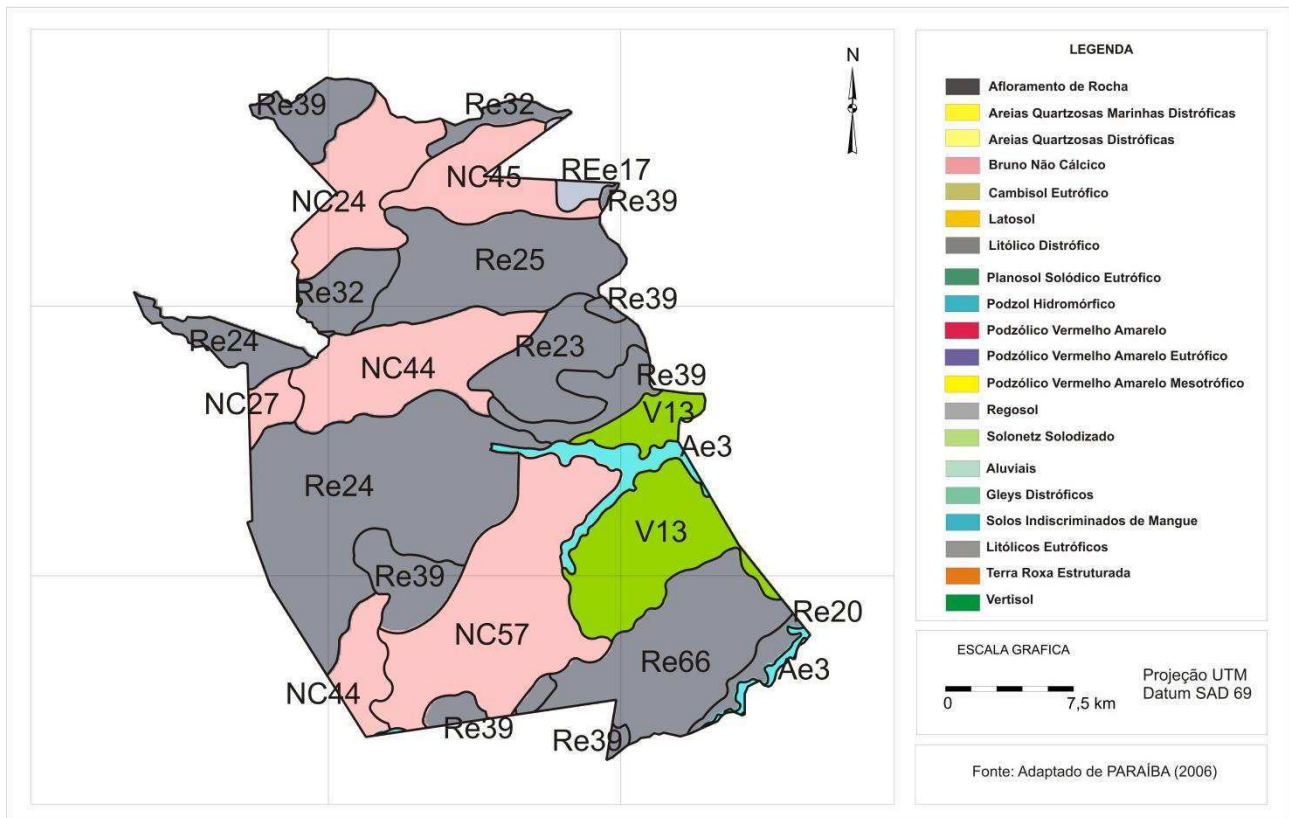 Re39
Re32
N
REe17
NC45
NC24
Re39
Re25
Re32
Re39
Re24
Re23
NC44
Re39
NC27
V13
Ae3
Re24
V13
Re39
Re20
NC57
Re66
Ae3
NC44
Re39
Re39
LEGENDA
Afloramento de Rocha
Areias Quartzosas Marinhas Distróficas
Areias Quartzosas Distróficas
Bruno Não Cálcico
Cambisol Eutrófico
Latosol
Litólico Distrófico
Planosol Solódico Eutrófico
Podzol Hidromórfico
Podzólico Vermelho Amarelo
Podzólico Vermelho Amarelo Eutrófico
Podzólico Vermelho Amarelo Mesotrófico
Regosol
Solonetz Solodizado
Aluviais
Gleys Distróficos
Solos Indiscriminados de Mangue
Litólicos Eutróficos
Terra Roxa Estruturada
Vertisol
ESCALA GRAFICA
0 7,5 km
Projeção UTM
Datum SAD 69
Fonte: Adaptado de PARAÍBA (2006)